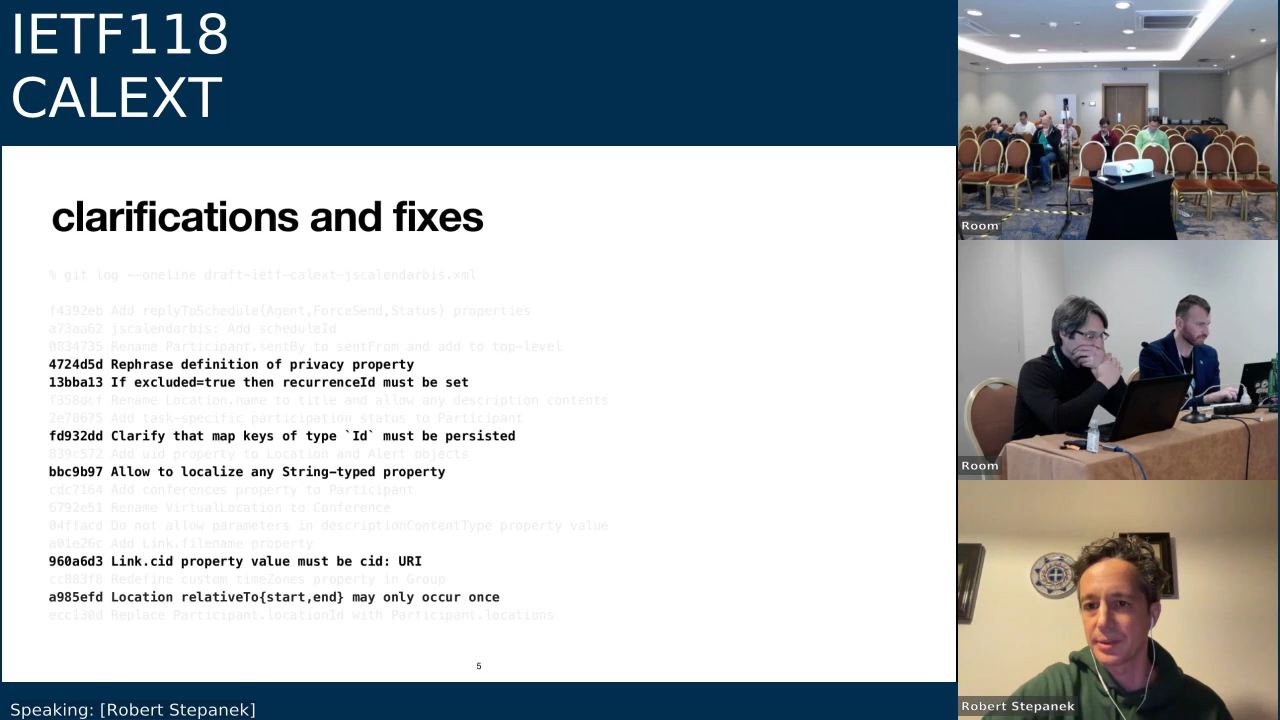 IETF118
CALEXT
clarifications and fixes
% git log --oneline draft-ietf-calext-jscalendarbis.xml
f4392eb Add replyToSchedule{Agent,ForceSend,Status} properties
a73aa62 jscalendarbis: Add scheduleId
0834735 Rename Participant.sentBy to sentFrom and add to top-level
4724d5d Rephrase definition of privacy property
13bba13 If excluded=true then recurrenceId must be set
f358dcf Rename Location.name to title and allow any description contents
2e78675 Add task-specific participation status to Participant
fd932dd Clarify that map keys of type `Id` must be persisted
839c572 Add uid property to Location and Alert objects
bbc9b97 Allow to localize any String-typed property
cdc7164 Add conferences property to Participant
6792e51 Rename VirtualLocation to Conference
04ffacd Do not allow parameters in descriptionContentType property value
a01e26c Add Link.filename property
960a6d3 Link.cid property value must be cid: URI
cc883f8 Redefine custom timeZones property in Group
a985efd Location relativeTo{start,end} may only occur once
ecc130d Replace Participant.locationId with Participant.locations
5
Speaking: [Robert Stepanek]
Room
Room
Robert Stepanek